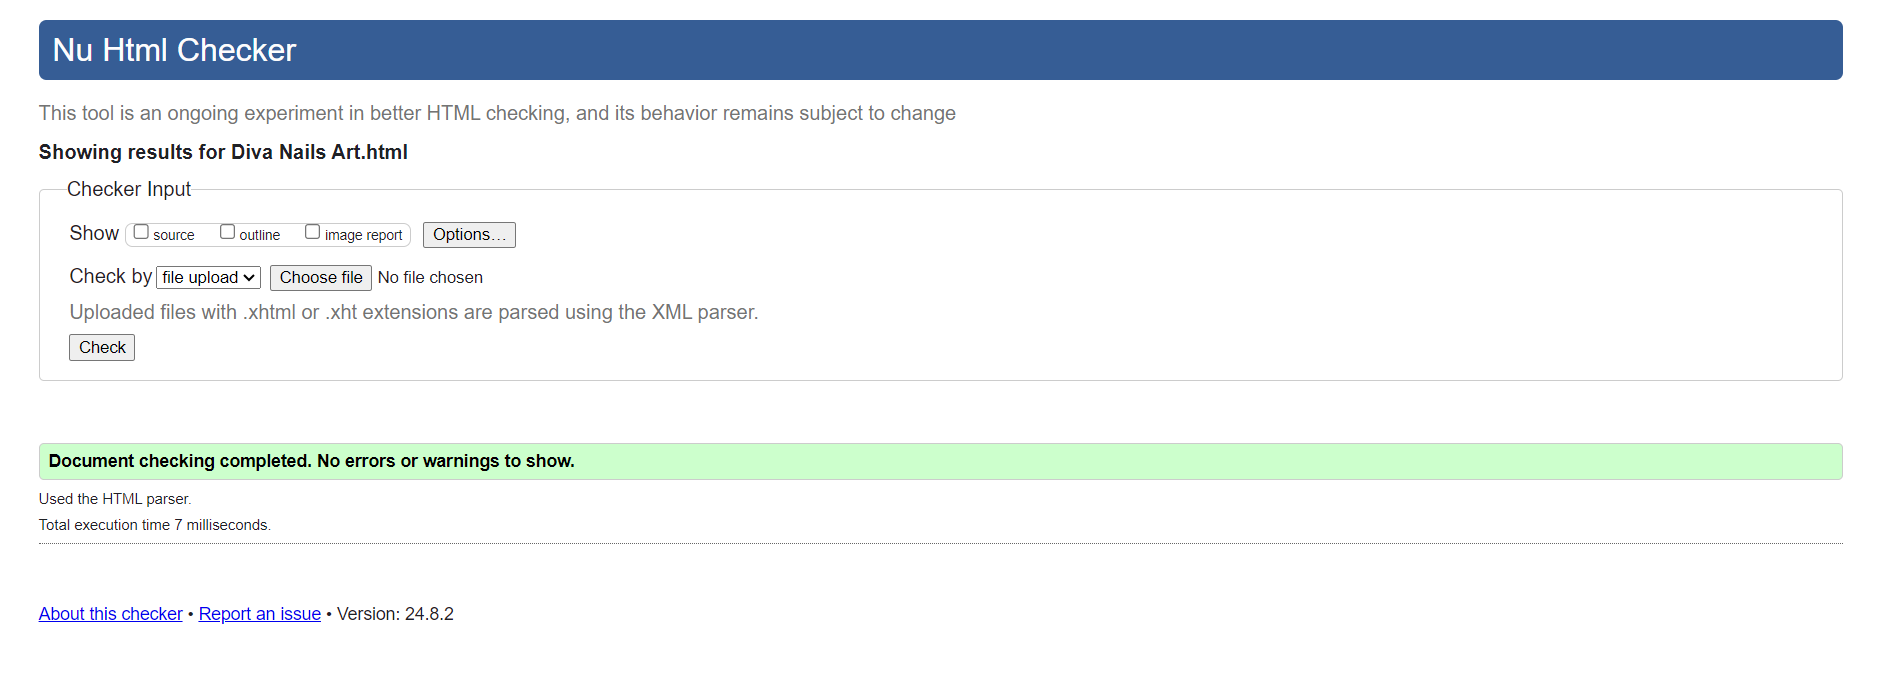 Nu Html Checker
This tool is an ongoing experiment in better HTML checking, and its behavior remains subject to change
Showing results for Diva Nails Art.html
Checker Input
Show source outline image report Options...
Check by file upload Choose file No file chosen
Uploaded files with .xhtml or .xht extensions are parsed using the XML parser.
Check
Document checking completed. No errors or warnings to show.
Used the HTML parser.
Total execution time 7 milliseconds.
About this checker • Report an issue • Version: 24.8.2